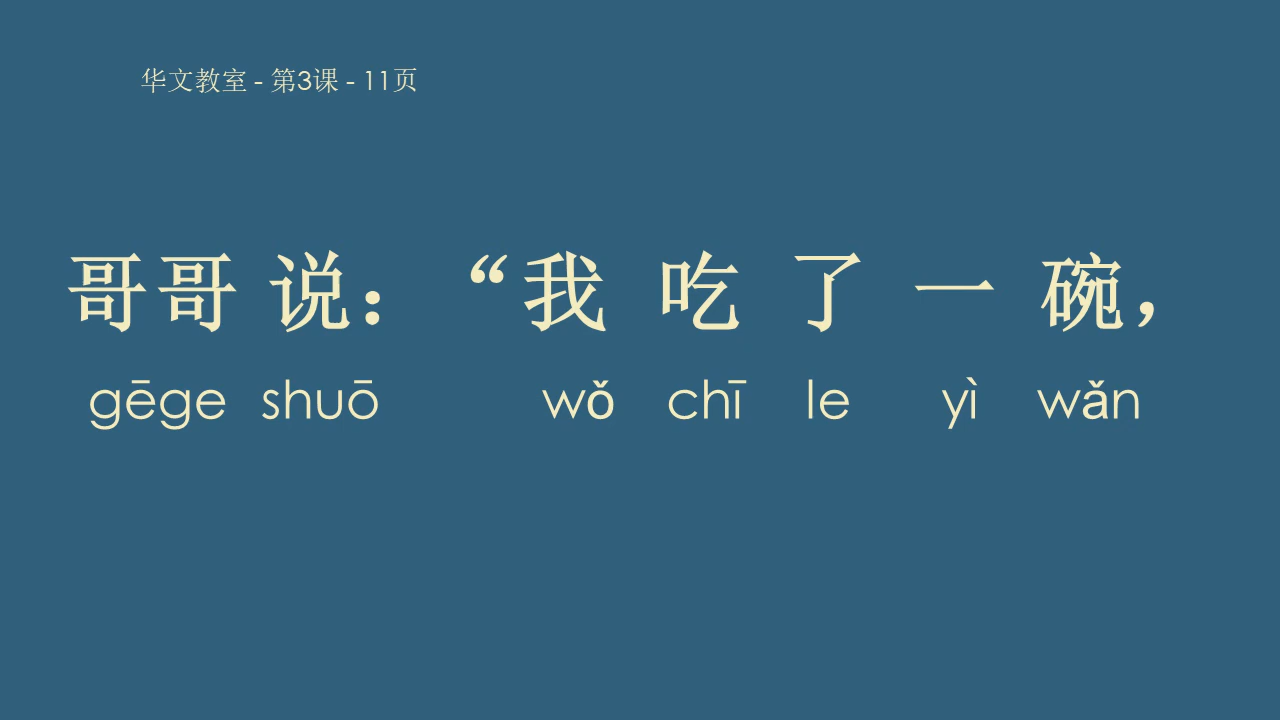 华文教室 - 第3课 - 11页
哥哥 说：“我 吃 了 一 碗，
gēge shuō wǒ chī le yì wǎn